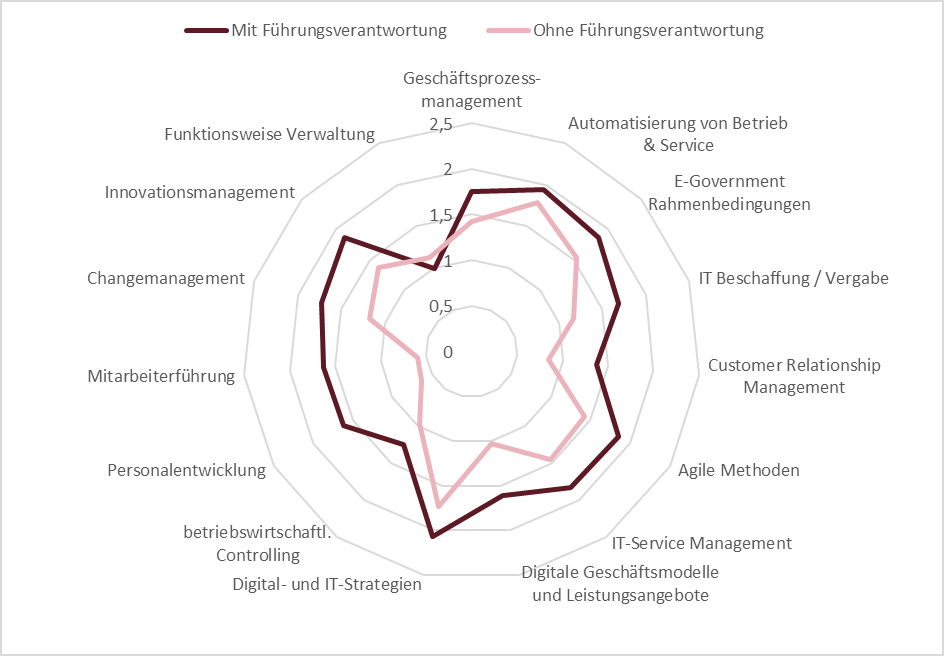 Mit Führungsverantwortung
Ohne Führungsverantwortung
Geschäftsprozess-
management
2,5
2
1,5
1
0,5
0
Automatisierung von Betrieb
& Service
E-Government
Rahmenbedingungen
IT Beschaffung / Vergabe
Customer Relationship
Management
Agile Methoden
IT-Service Management
Digitale Geschäftsmodelle
und Leistungsangebote
Digital- und IT-Strategien
betriebswirtschaftl.
Controlling
Personalentwicklung
Mitarbeiterführung
Changemanagement
Innovationsmanagement
Funktionsweise Verwaltung